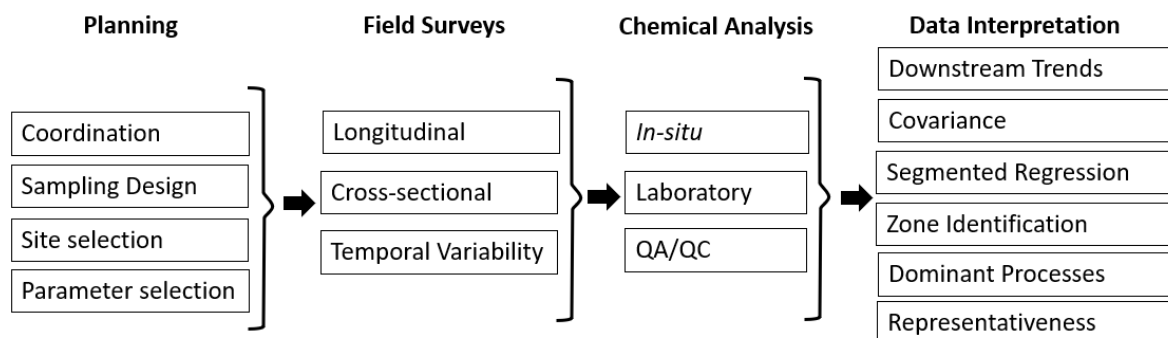 Planning
Coordination
Sampling Design
Site selection
Parameter selection
Field Surveys
Longitudinal
Cross-sectional
Temporal Variability
Chemical Analysis
In-situ
Laboratory
QA/QC
Data Interpretation
Downstream Trends
Covariance
Segmented Regression
Zone Identification
Dominant Processes
Representativeness